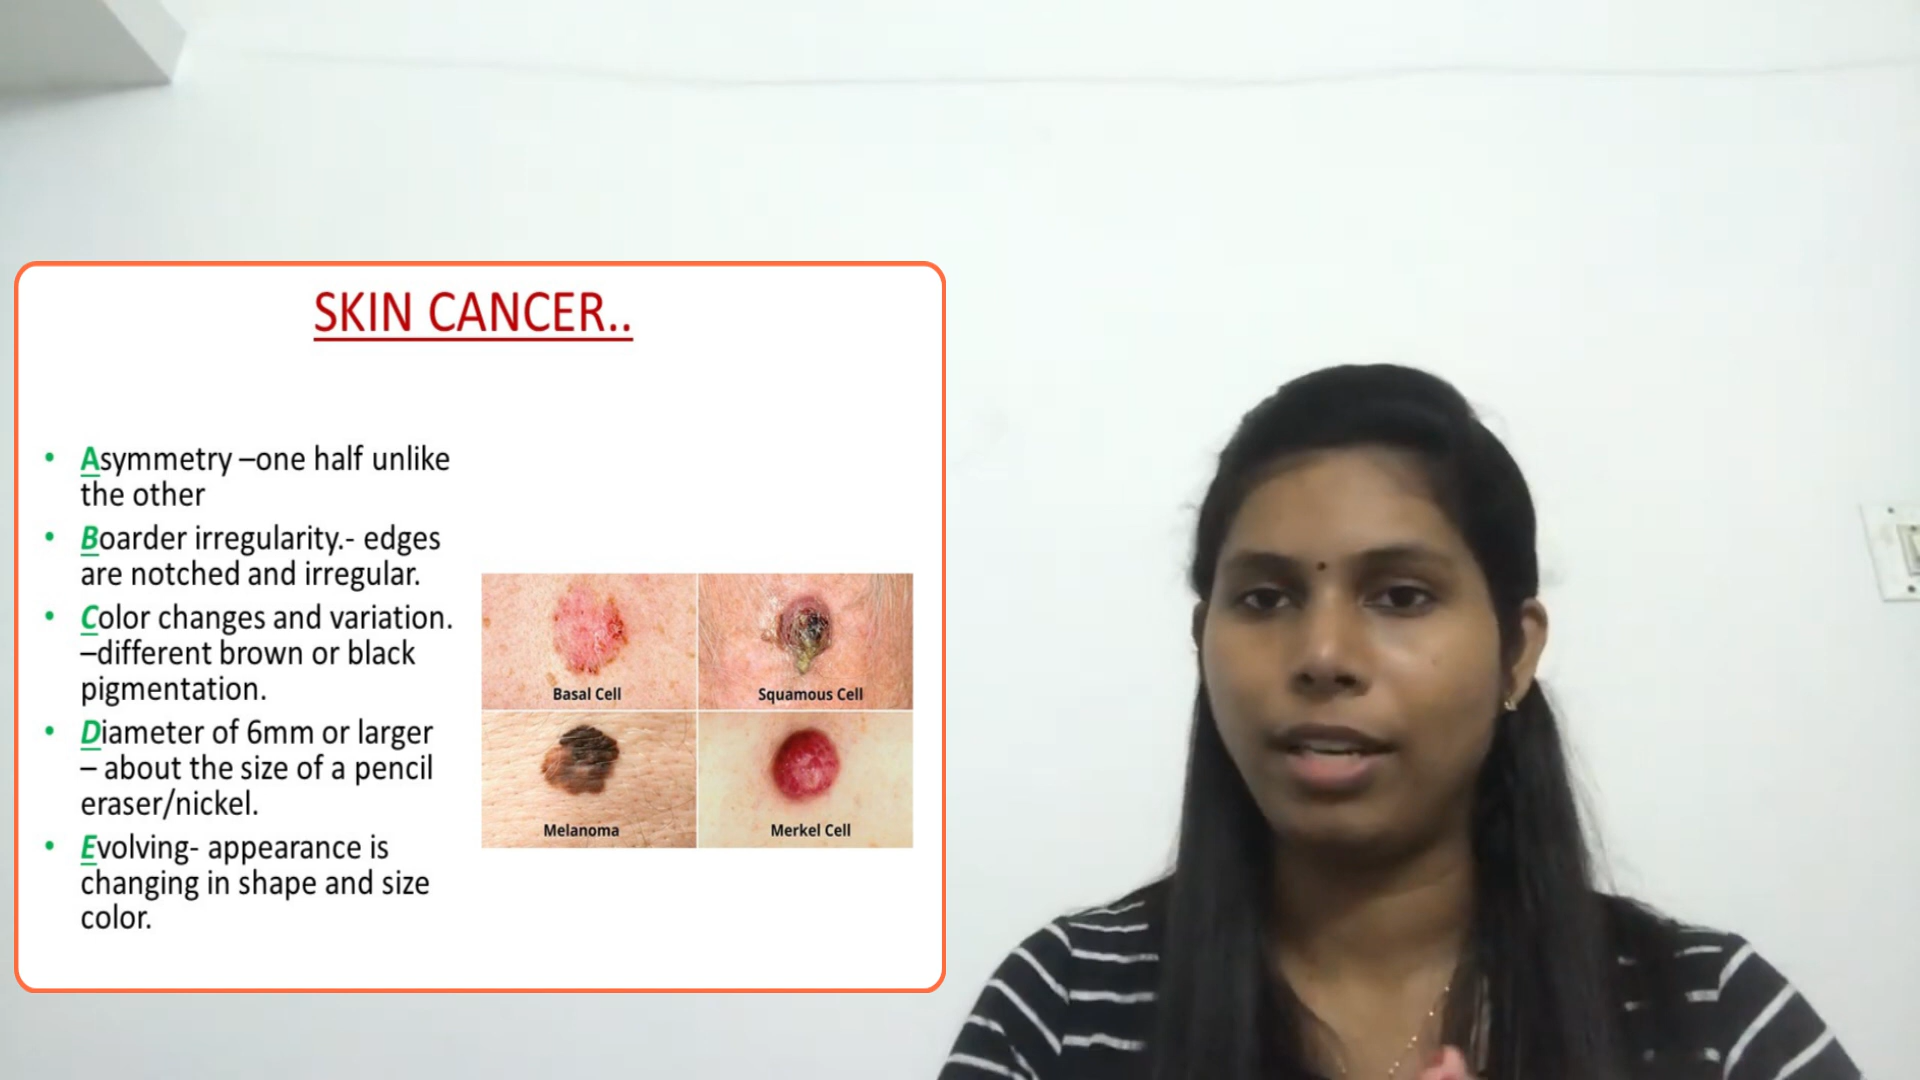 SKIN CANCER..
• Asymmetry –one half unlike
the other
• Boarder irregularity.- edges
are notched and irregular.
• Color changes and variation.
–different brown or black
pigmentation.
• Diameter of 6mm or larger
– about the size of a pencil
eraser/nickel.
• Evolving- appearance is
changing in shape and size
color.
Basal Cell
Squamous Cell
Melanoma
Merkel Cell